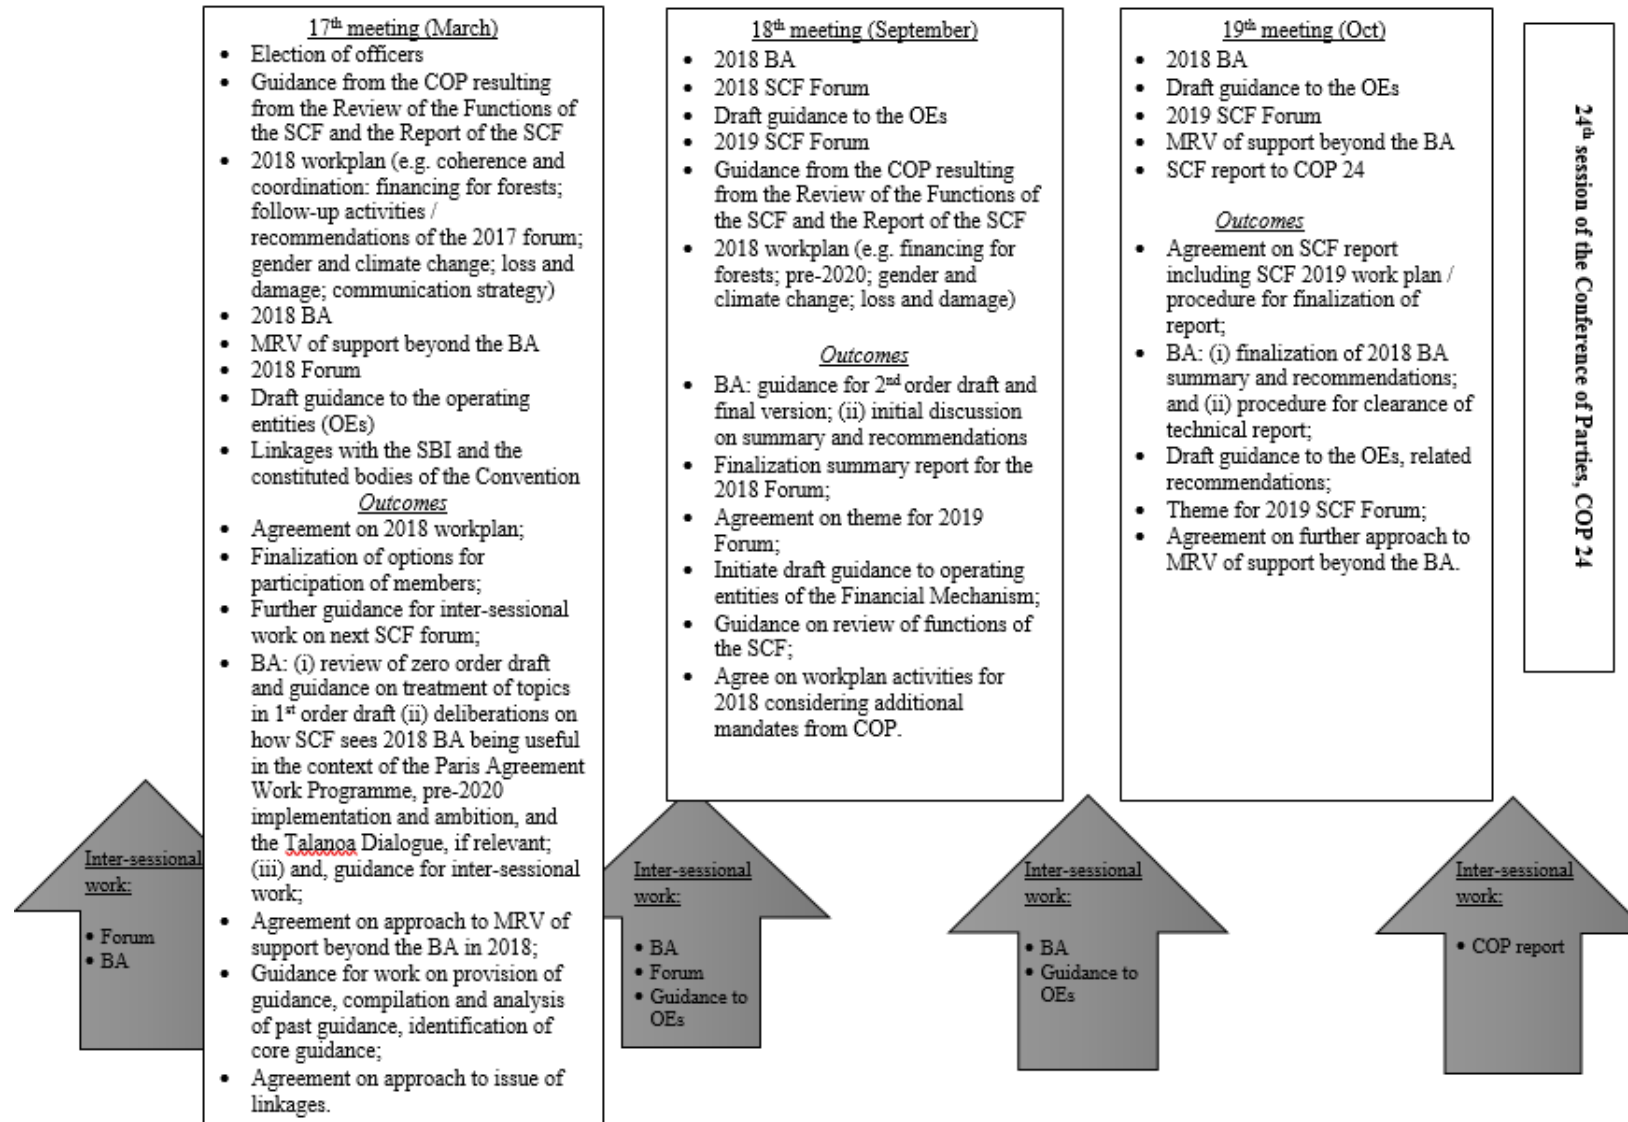 17th meeting (March)
• Election of officers
• Guidance from the COP resulting
from the Review of the Functions of
the SCF and the Report of the SCF
• 2018 workplan (e.g. coherence and
coordination: financing for forests;
follow-up activities /
recommendations of the 2017 forum;
gender and climate change; loss and
damage; communication strategy)
• 2018 BA
• MRV of support beyond the BA
• 2018 Forum
• Draft guidance to the operating
entities (OEs)
• Linkages with the SBI and the
constituted bodies of the Convention
Outcomes
• Agreement on 2018 workplan;
• Finalization of options for
participation of members;
• Further guidance for inter-sessional
work on next SCF forum;
• BA: (i) review of zero order draft
and guidance on treatment of topics
in 1st order draft (ii) deliberations on
how SCF sees 2018 BA being useful
in the context of the Paris Agreement
Work Programme, pre-2020
implementation and ambition, and
the Talanoa Dialogue, if relevant;
(iii) and, guidance for inter-sessional
work;
• Agreement on approach to MRV of
support beyond the BA in 2018;
• Guidance for work on provision of
guidance, compilation and analysis
of past guidance, identification of
core guidance;
• Agreement on approach to issue of
linkages.
18th meeting (September)
• 2018 BA
• 2018 SCF Forum
• Draft guidance to the OEs
• 2019 SCF Forum
• Guidance from the COP resulting
from the Review of the Functions of
the SCF and the Report of the SCF
• 2018 workplan (e.g. financing for
forests; pre-2020; gender and
climate change; loss and damage)
Outcomes
• BA: guidance for 2nd order draft and
final version; (ii) initial discussion
on summary and recommendations
• Finalization summary report for the
2018 Forum;
• Agreement on theme for 2019
Forum;
• Initiate draft guidance to operating
entities of the Financial Mechanism;
• Guidance on review of functions of
the SCF;
• Agree on workplan activities for
2018 considering additional
mandates from COP.
19th meeting (Oct)
• 2018 BA
• Draft guidance to the OEs
• 2019 SCF Forum
• MRV of support beyond the BA
• SCF report to COP 24
Outcomes
• Agreement on SCF report
including SCF 2019 work plan /
procedure for finalization of
report;
• BA: (i) finalization of 2018 BA
summary and recommendations;
and (ii) procedure for clearance of
technical report;
• Draft guidance to the OEs, related
recommendations;
• Theme for 2019 SCF Forum;
• Agreement on further approach to
MRV of support beyond the BA.
24th session of the Conference of Parties, COP 24
Inter-sessional
work:
• Forum
• BA
Inter-sessional
work:
• BA
• Forum
• Guidance to
OEs
Inter-sessional
work:
• BA
• Guidance to
OEs
Inter-sessional
work:
• COP report